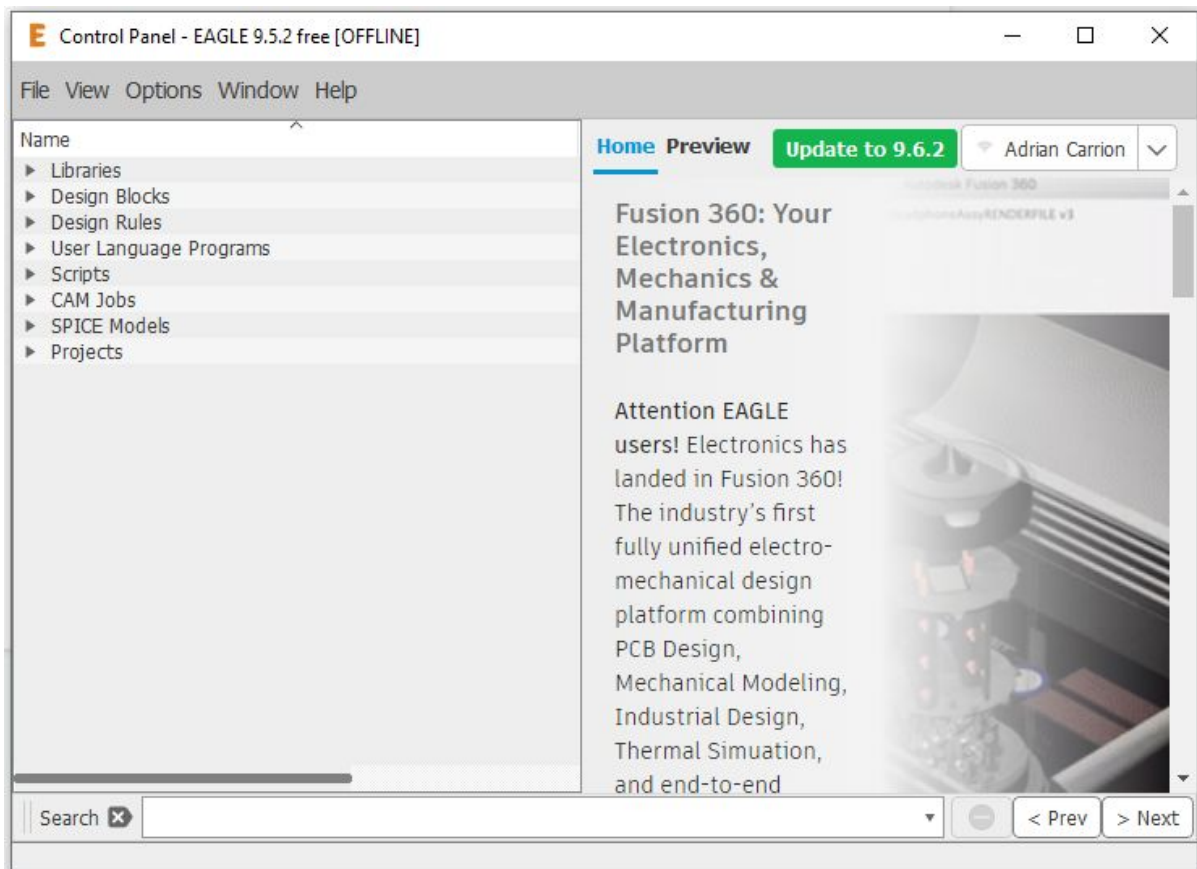 E Control Panel - EAGLE 9.5.2 free [OFFLINE]
File View Options Window Help
Name
Libraries
Design Blocks
Design Rules
User Language Programs
Scripts
CAM Jobs
SPICE Models
Projects
Home Preview Update to 9.6.2 Adrian Carrion
Fusion 360
v3
Fusion 360: Your
Electronics,
Mechanics &
Manufacturing
Platform
Attention EAGLE
users! Electronics has
landed in Fusion 360!
The industry's first
fully unified electro-
mechanical design
platform combining
PCB Design,
Mechanical Modeling,
Industrial Design,
Thermal Simuation,
and end-to-end
Search
< Prev > Next